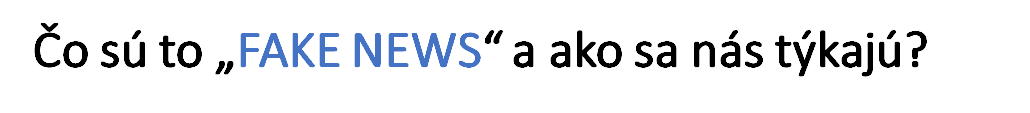 Čo sú to „FAKE NEWS“ a ako sa nás týkajú?